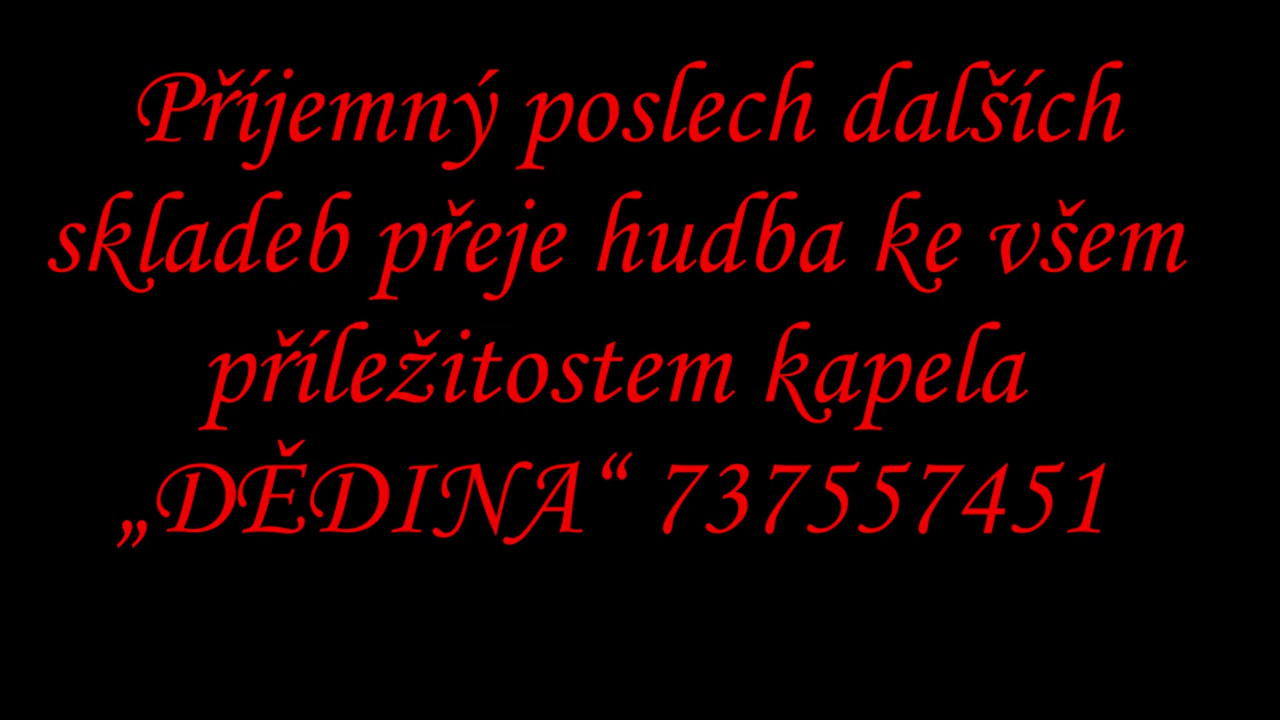 Příjemný poslech dalších
skladeb přeje hudba ke všem
příležitostem kapela
„DĚDINA“ 737557451